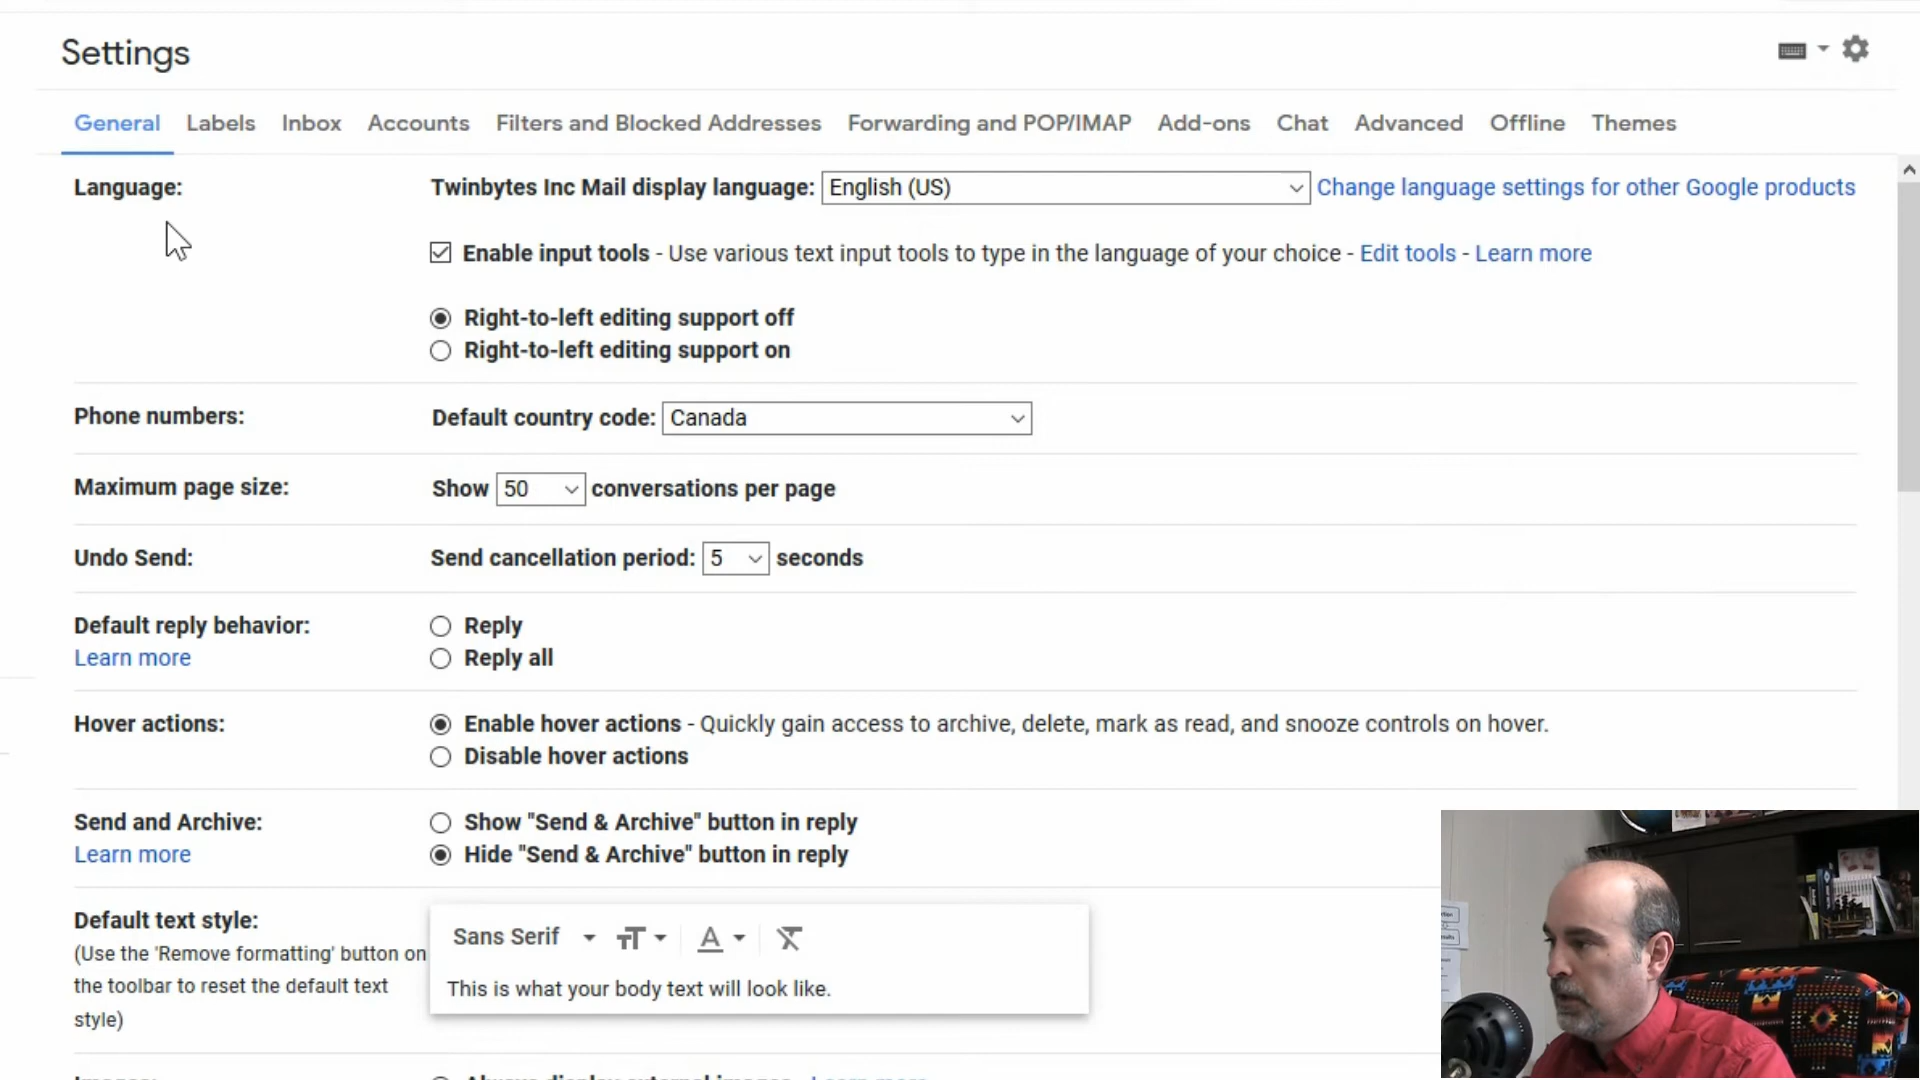 Settings
General Labels Inbox Accounts Filters and Blocked Addresses Forwarding and POP/IMAP Add-ons Chat Advanced Offline Themes
Language: Twinbytes Inc Mail display language: English (US) Change language settings for other Google products
Enable input tools - Use various text input tools to type in the language of your choice - Edit tools - Learn more
Right-to-left editing support off
Right-to-left editing support on
Phone numbers: Default country code: Canada
Maximum page size: Show 50 conversations per page
Undo Send: Send cancellation period: 5 seconds
Default reply behavior: Reply
Learn more Reply all
Hover actions: Enable hover actions - Quickly gain access to archive, delete, mark as read, and snooze controls on hover.
Disable hover actions
Send and Archive: Show "Send & Archive" button in reply
Learn more Hide "Send & Archive" button in reply
Default text style: Sans Serif
(Use the 'Remove formatting' button on
the toolbar to reset the default text
style)
This is what your body text will look like.
Always display external images - Learn more